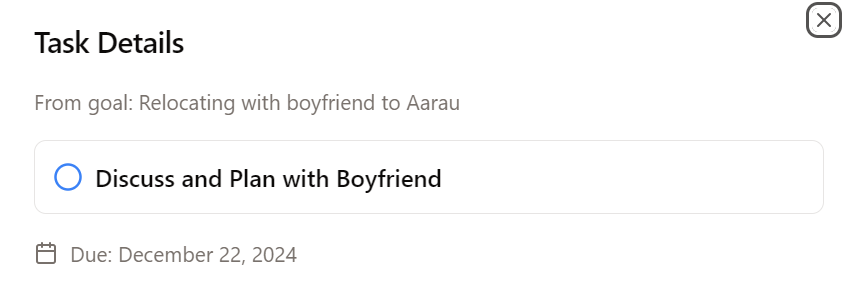 Task Details
From goal: Relocating with boyfriend to Aarau
Discuss and Plan with Boyfriend
Due: December 22, 2024